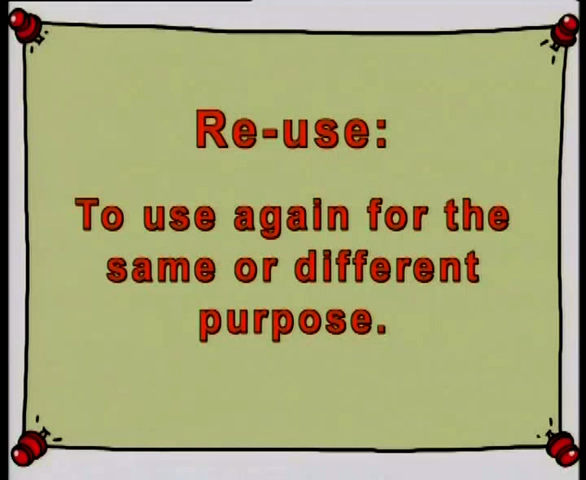 Re-use:
To use again for the
same or different
purpose.